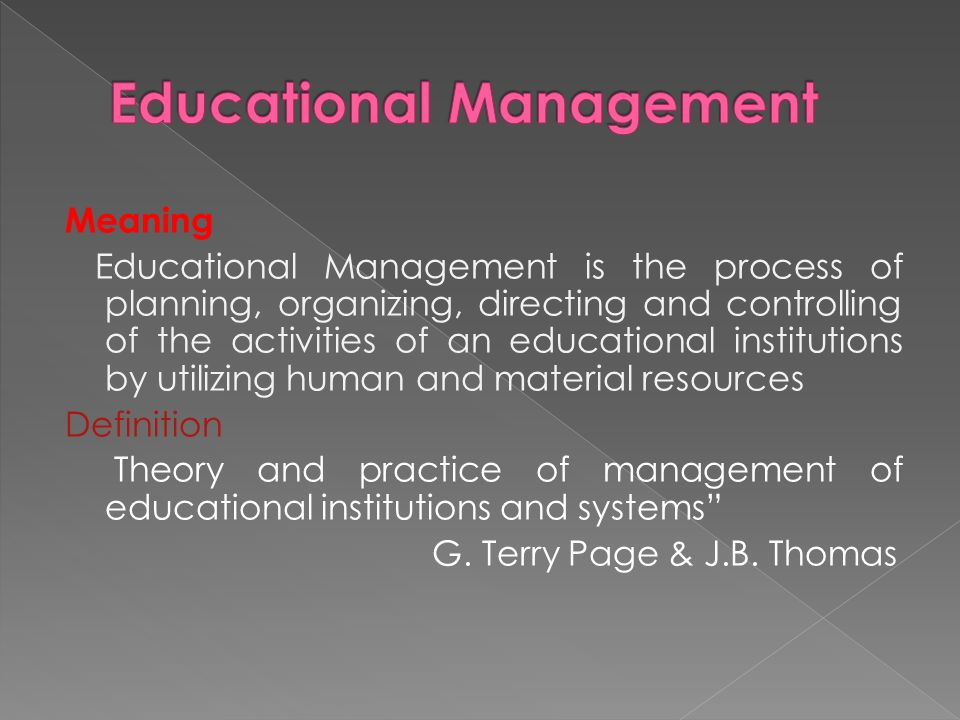 Educational Management
Meaning
Educational Management is the process of
planning, organizing, directing and controlling
of the activities of an educational institutions
by utilizing human and material resources
Definition
Theory and practice of management of
educational institutions and systems”
G. Terry Page & J.B. Thomas